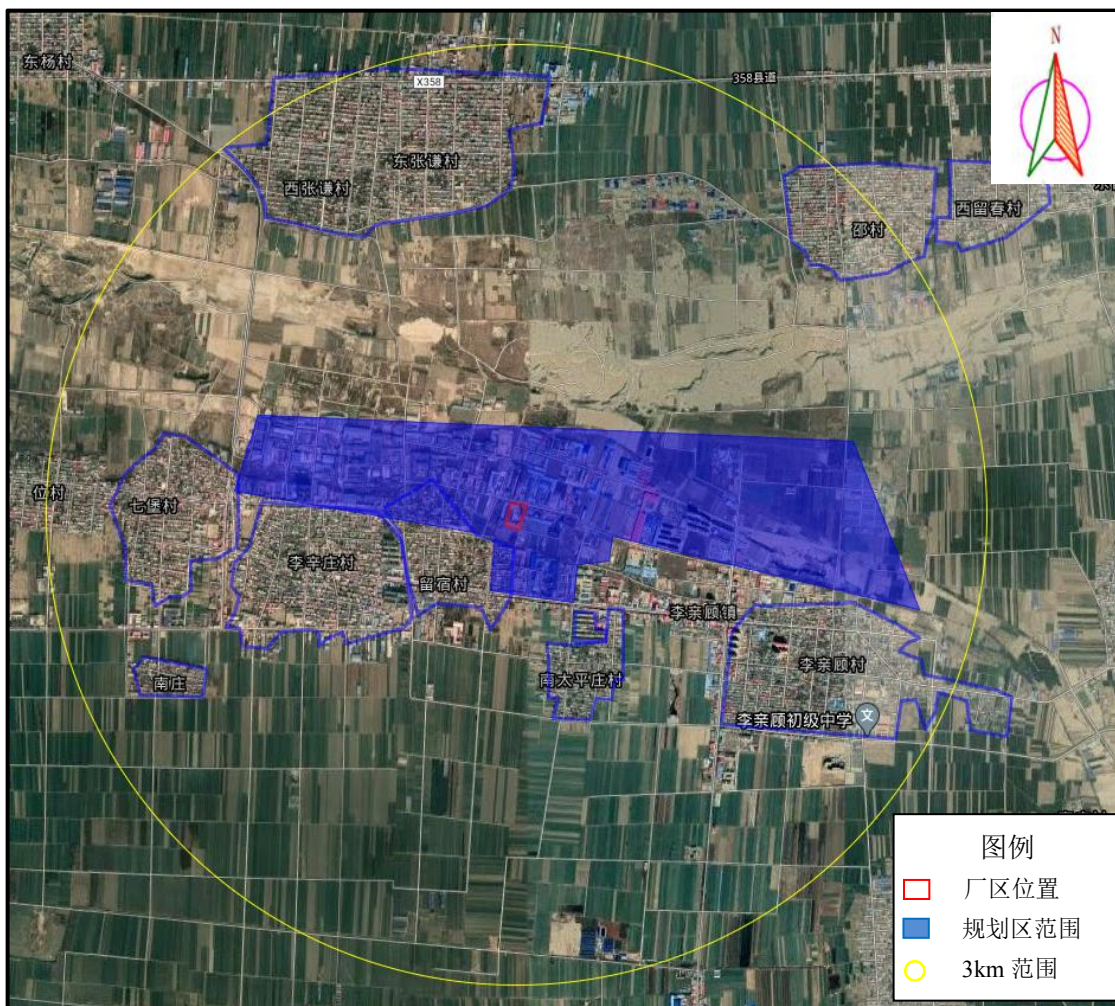 N
东杨村
X358
358县道
东张谦村
西张谦村
邵村
西留春村
位村
七堡村
李辛庄村
留宿村
李亲顾镇
南庄
南太平庄村
李亲顾村
李亲顾初级中学
文
图例
厂区位置
规划区范围
3km 范围